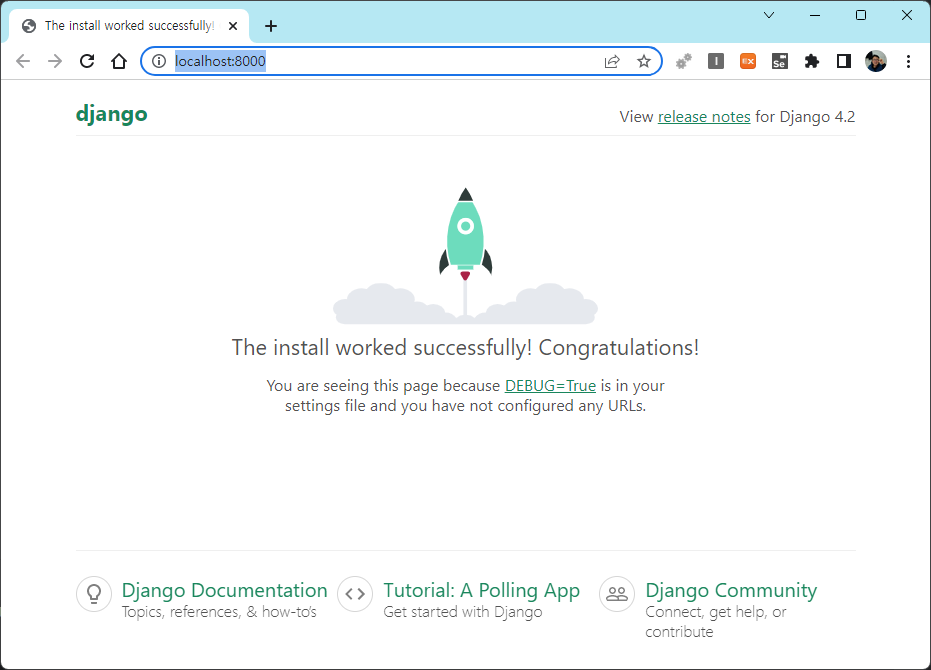 The install worked successfully!
localhost:8000
I
EX
Se
django
View release notes for Django 4.2
The install worked successfully! Congratulations!
You are seeing this page because DEBUG=True is in your
settings file and you have not configured any URLs.
Django Documentation
Topics, references, & how-to's
Tutorial: A Polling App
Get started with Django
Django Community
Connect, get help, or
contribute